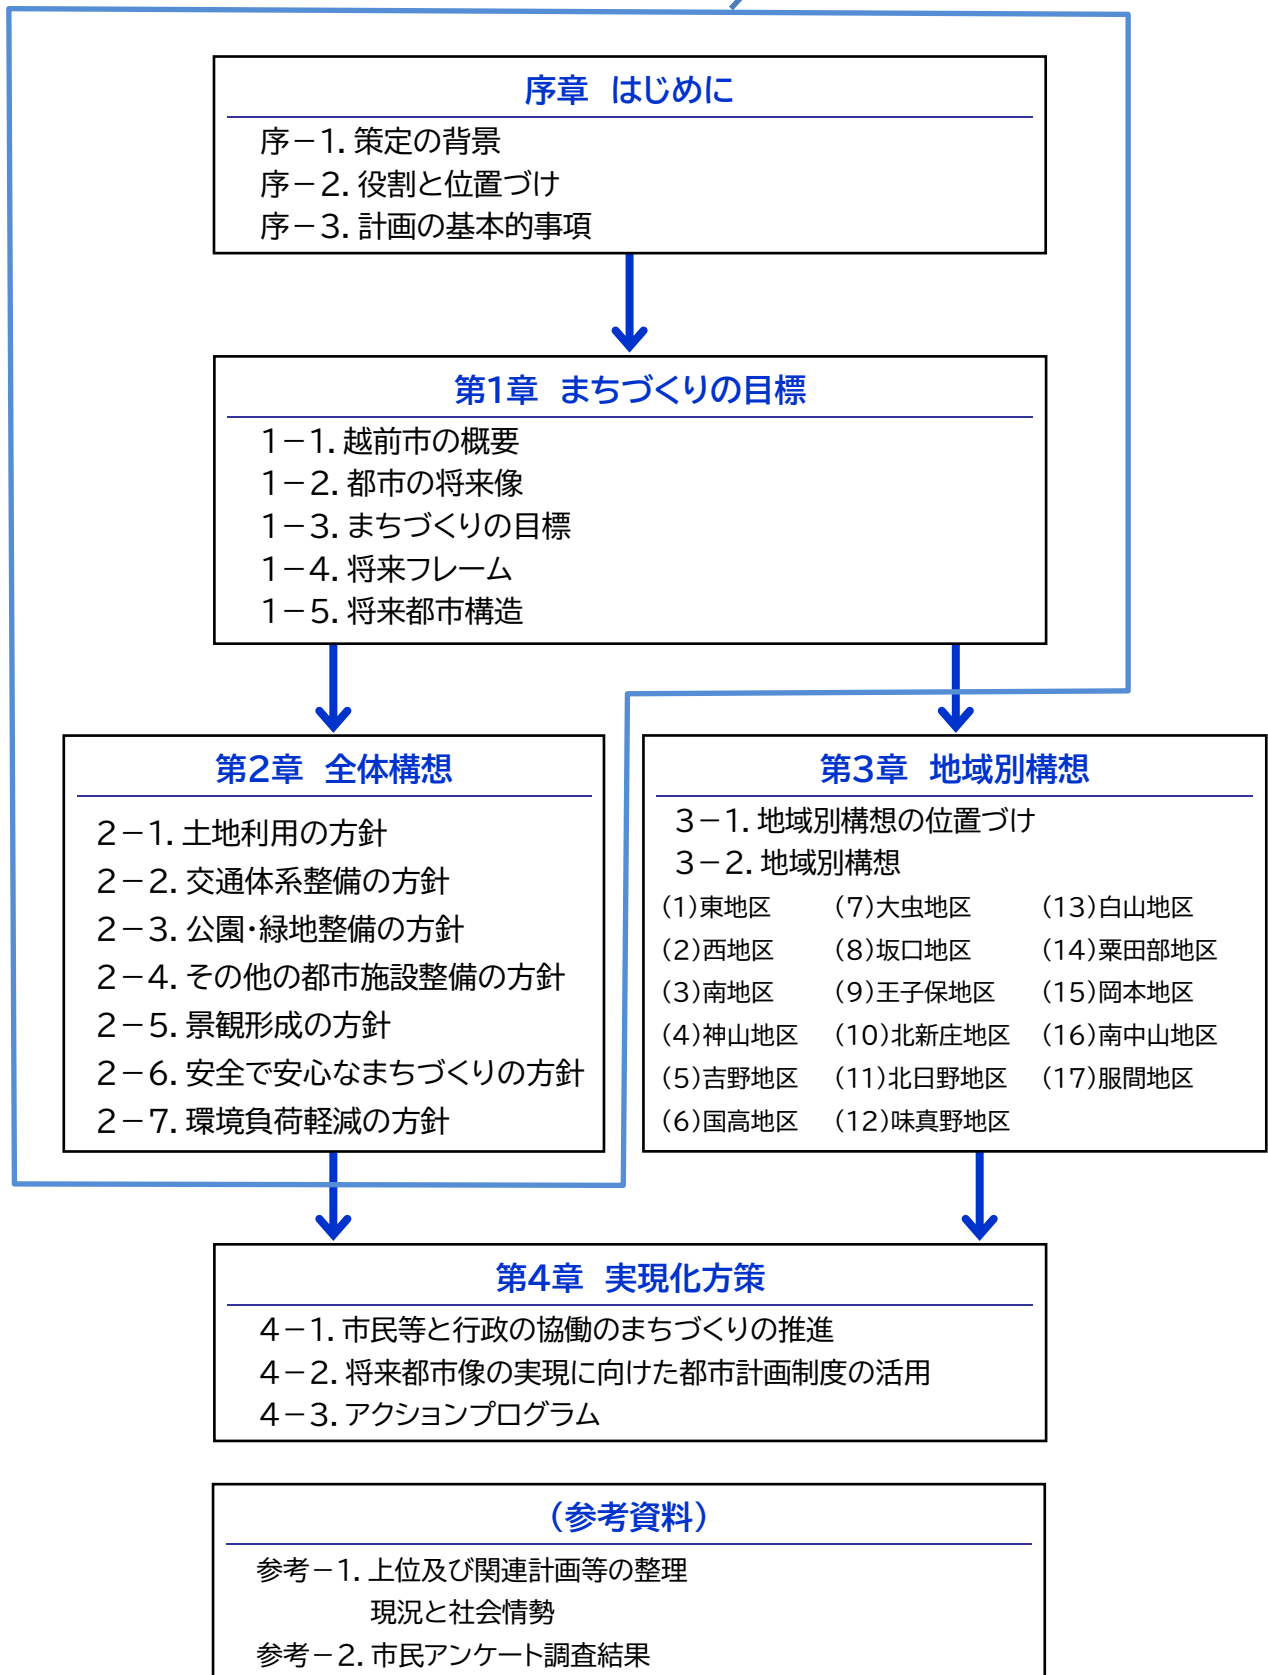 序章 はじめに
序－1．策定の背景
序－2．役割と位置づけ
序－3．計画の基本的事項
第1章 まちづくりの目標
1－1．越前市の概要
1－2．都市の将来像
1－3．まちづくりの目標
1－4．将来フレーム
1－5．将来都市構造
第2章 全体構想
2－1．土地利用の方針
2－2．交通体系整備の方針
2－3．公園・緑地整備の方針
2－4．その他の都市施設整備の方針
2－5．景観形成の方針
2－6．安全で安心なまちづくりの方針
2－7．環境負荷軽減の方針
第3章 地域別構想
3－1．地域別構想の位置づけ
3－2．地域別構想
（1）東地区 （7）大虫地区 （13）白山地区
（2）西地区 （8）坂口地区 （14）粟田部地区
（3）南地区 （9）王子保地区 （15）岡本地区
（4）神山地区 （10）北新庄地区 （16）南中山地区
（5）吉野地区 （11）北日野地区 （17）服間地区
（6）国高地区 （12）味真野地区
第4章 実現化方策
4－1．市民等と行政の協働のまちづくりの推進
4－2．将来都市像の実現に向けた都市計画制度の活用
4－3．アクションプログラム
（参考資料）
参考－1．上位及び関連計画等の整理
現況と社会情勢
参考－2．市民アンケート調査結果